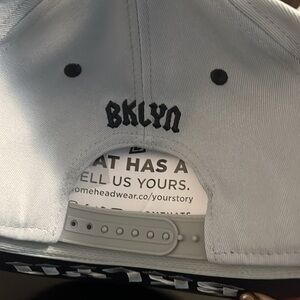 BKLYN
AT HAS A
ELL US YOURS.
omeheadwear.co/yourstory